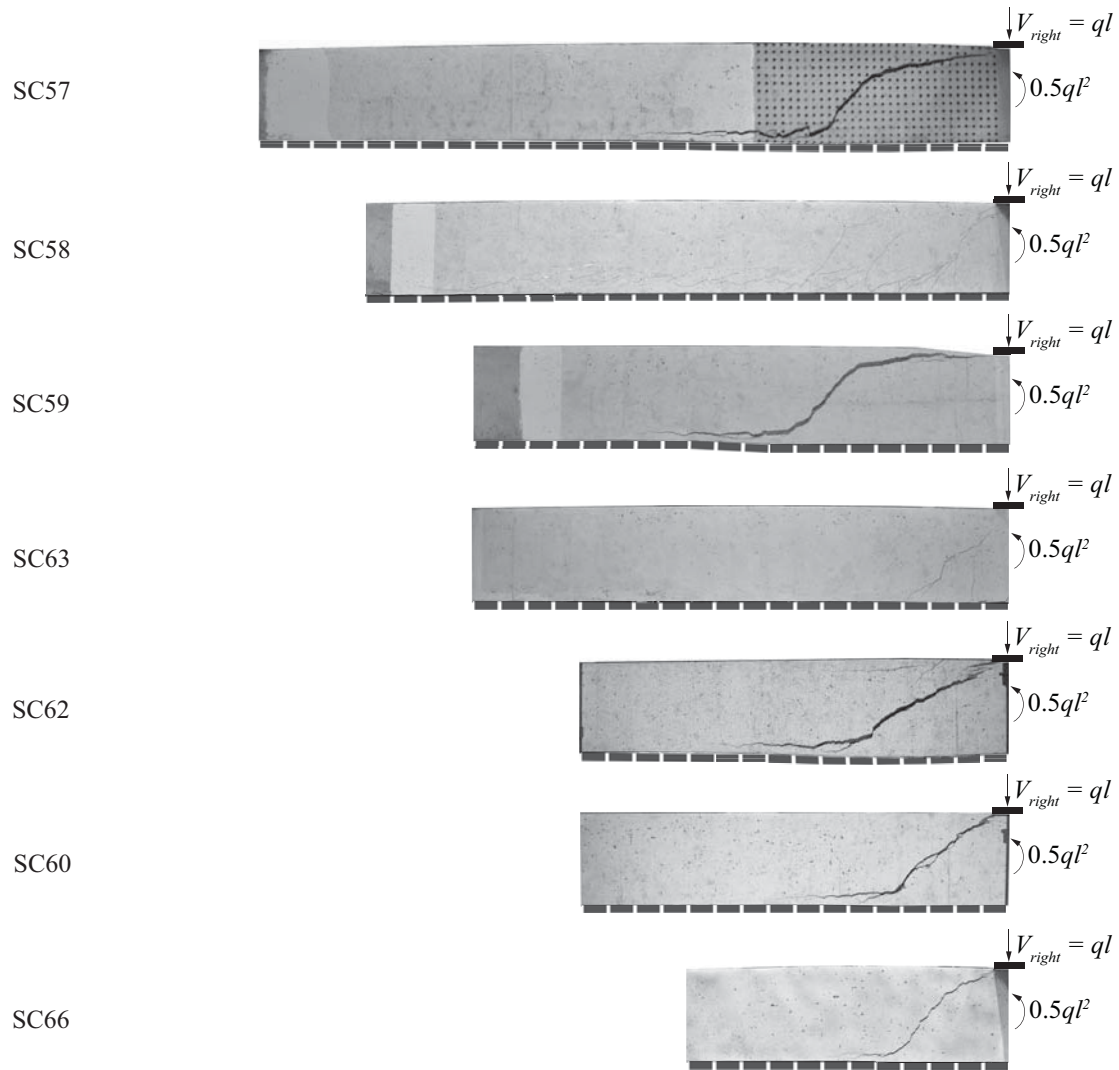 V_right = ql
SC57
0.5ql²
V_right = ql
SC58
0.5ql²
V_right = ql
SC59
0.5ql²
V_right = ql
SC63
0.5ql²
V_right = ql
SC62
0.5ql²
V_right = ql
SC60
0.5ql²
V_right = ql
SC66
0.5ql²